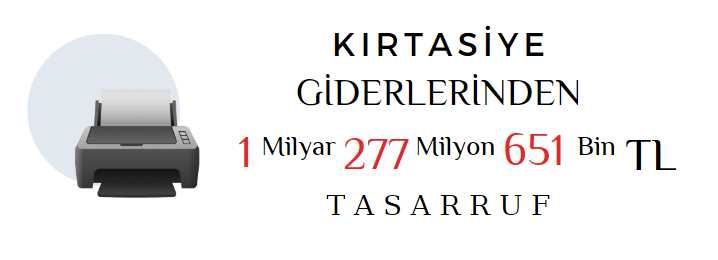 KIRTASİYE
GİDERLERİNDEN
1 Milyar 277 Milyon 651 Bin TL
TASARRUF